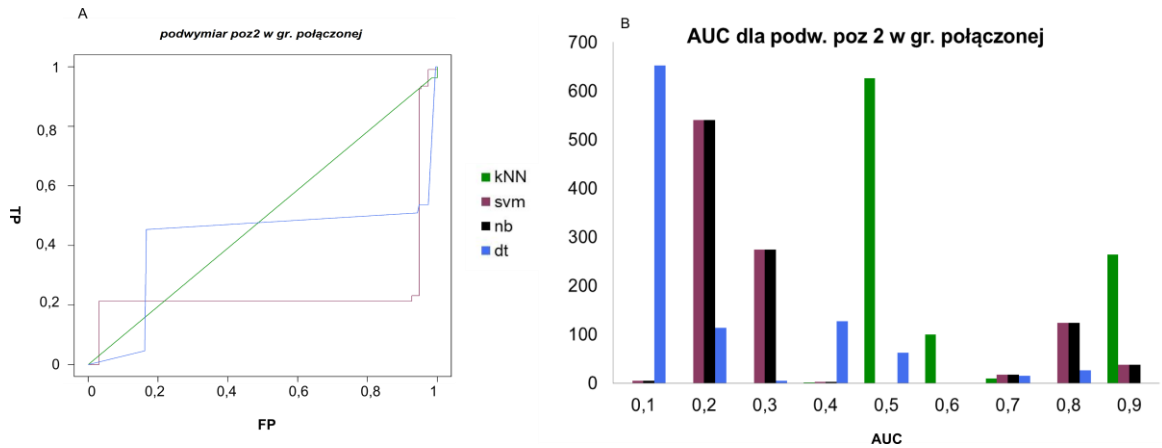 A
podwymiar poz2 w gr. połączonej
1
0,8
0,6
0,4
0,2
0
TP
0
0,2
0,4
0,6
0,8
1
FP
kNN
svm
nb
dt
B
AUC dla podw. poz 2 w gr. połączonej
700
600
500
400
300
200
100
0
0,1
0,2
0,3
0,4
0,5
0,6
0,7
0,8
0,9
AUC